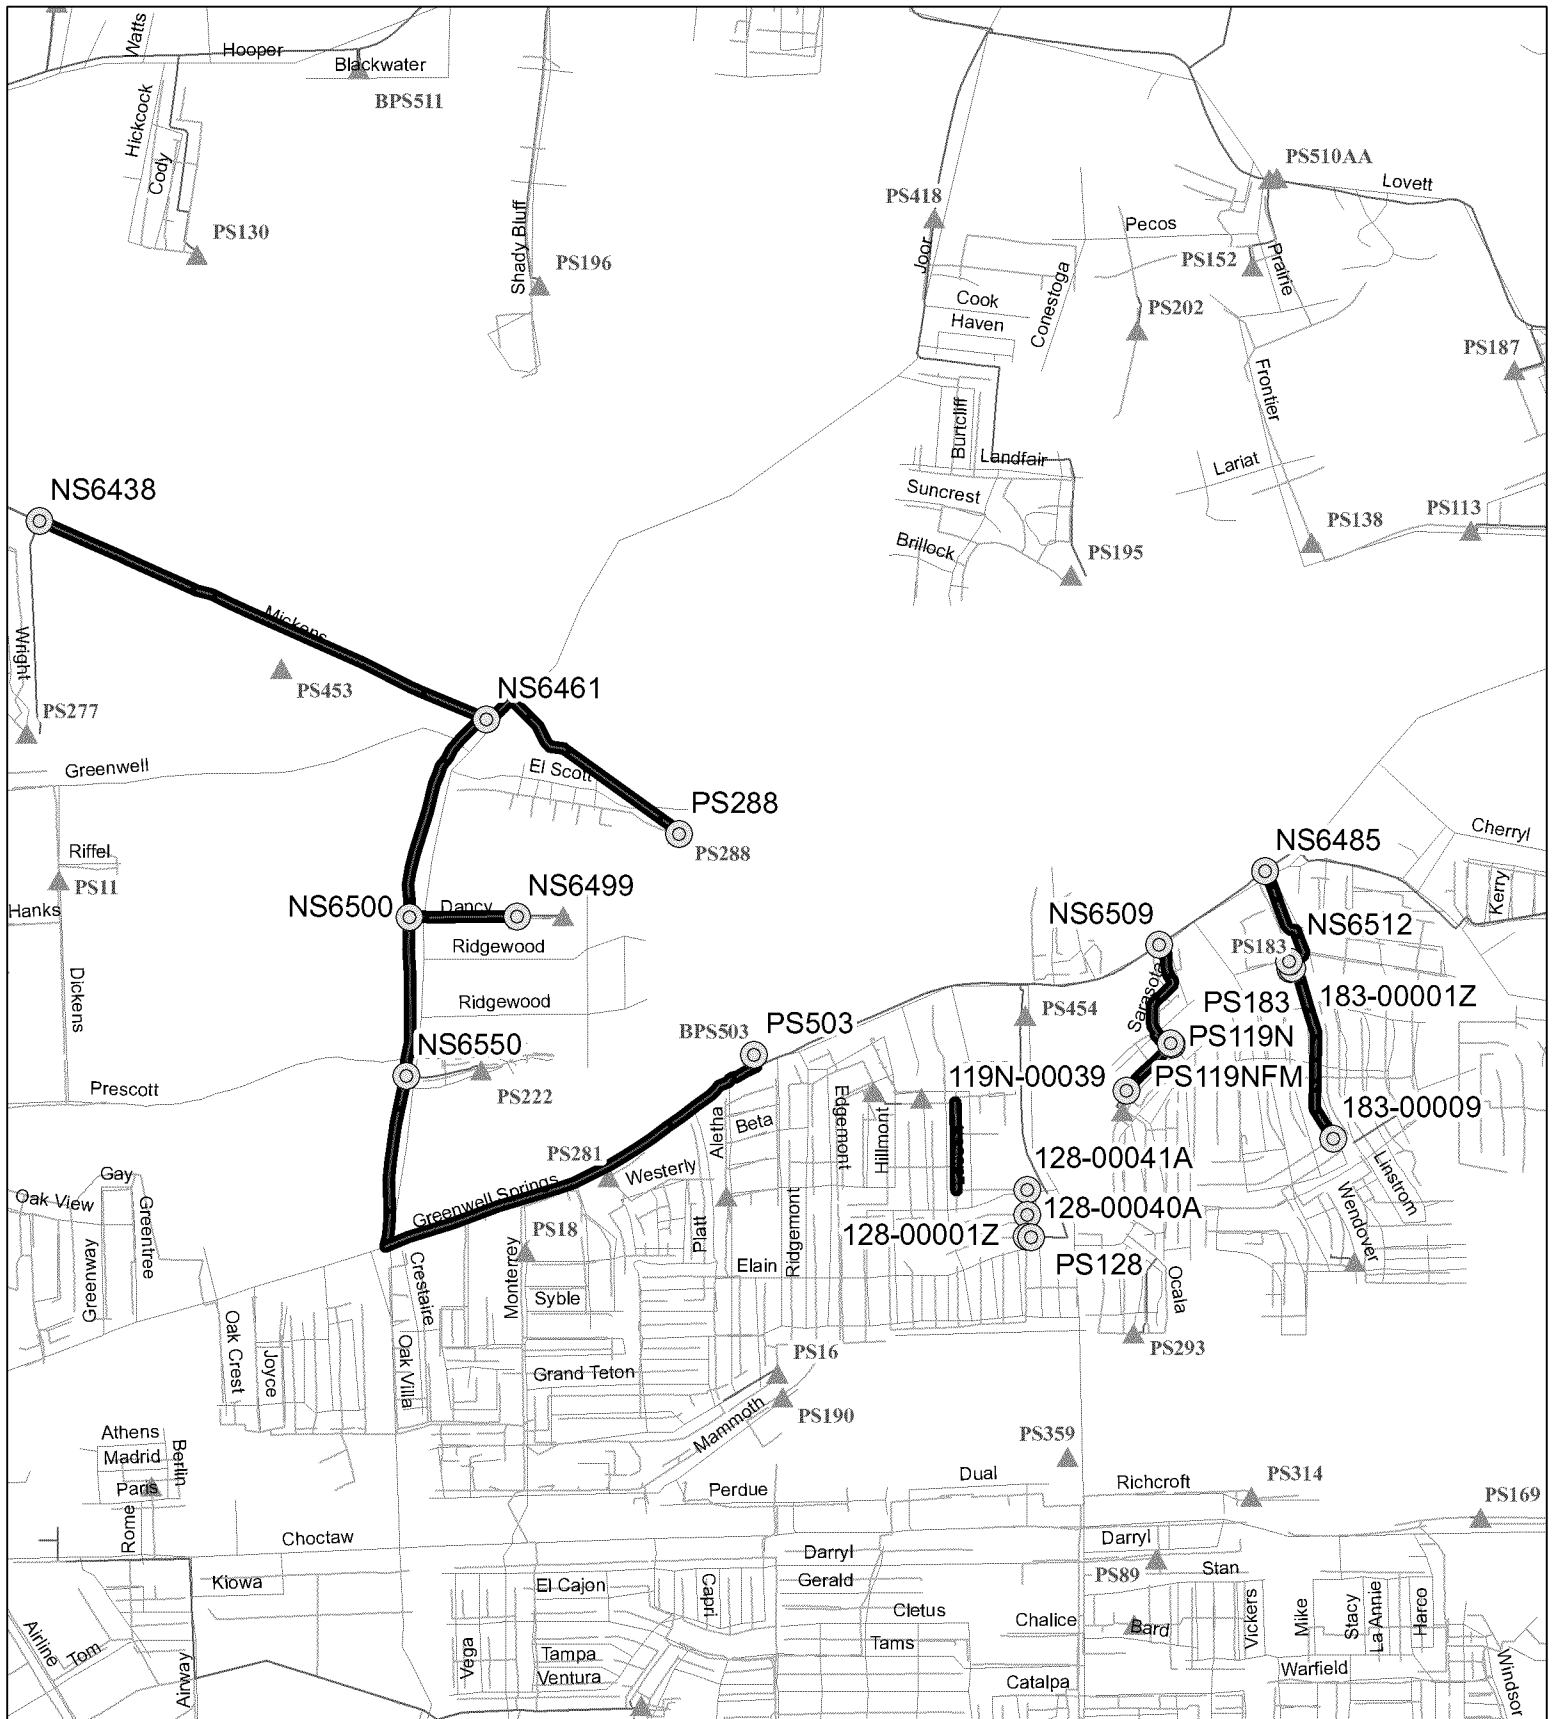 Watts
Hooper
Blackwater
BPS511
Hickcock
Cody
PS130
Shady Bluff
PS196
PS510AA
Lovett
PS418
Joor
Pecos
PS152
Prairie
Conestoga
Cook
Haven
PS202
PS187
Frontier
Burtcliff
Landfair
Lariat
Suncrest
Brillock
PS195
PS138
PS113
NS6438
Mickens
Wright
PS453
PS277
NS6461
Greenwell
El Scott
PS288
PS288
Riffel
PS11
Hanks
Dickens
NS6500
Dancy
NS6499
Ridgewood
Ridgewood
NS6550
PS222
Prescott
Cherryl
Kerry
NS6485
NS6512
PS183
NS6509
Sarasota
PS183
183-00001Z
PS454
BPS503
PS503
PS119N
119N-00039
PS119NFM
183-00009
Edgemont
Hillmont
Aletha
Beta
PS281
Westerly
Greenwell Springs
128-00041A
128-00040A
128-00001Z
PS128
Linstrom
Wendover
Gay
Oak View
Greentree
Greenway
PS18
Platt
Ridgemont
Elain
Crestaire
Monterrey
Syble
Ocala
PS293
Oak Crest
Joyce
Oak Villa
Grand Teton
PS16
PS190
Mammoth
Athens
Madrid
Berlin
Paris
Rome
PS359
Dual
Perdue
Richcroft
PS314
PS169
Choctaw
Darryl
Darryl
Kiowa
El Cajon
Capri
Gerald
PS89
Stan
Cletus
Chalice
Bard
Vickers
Mike
Stacy
La Annie
Harco
Airline
Tom
Airway
Vega
Tampa
Ventura
Tams
Catalpa
Warfield
Windsor